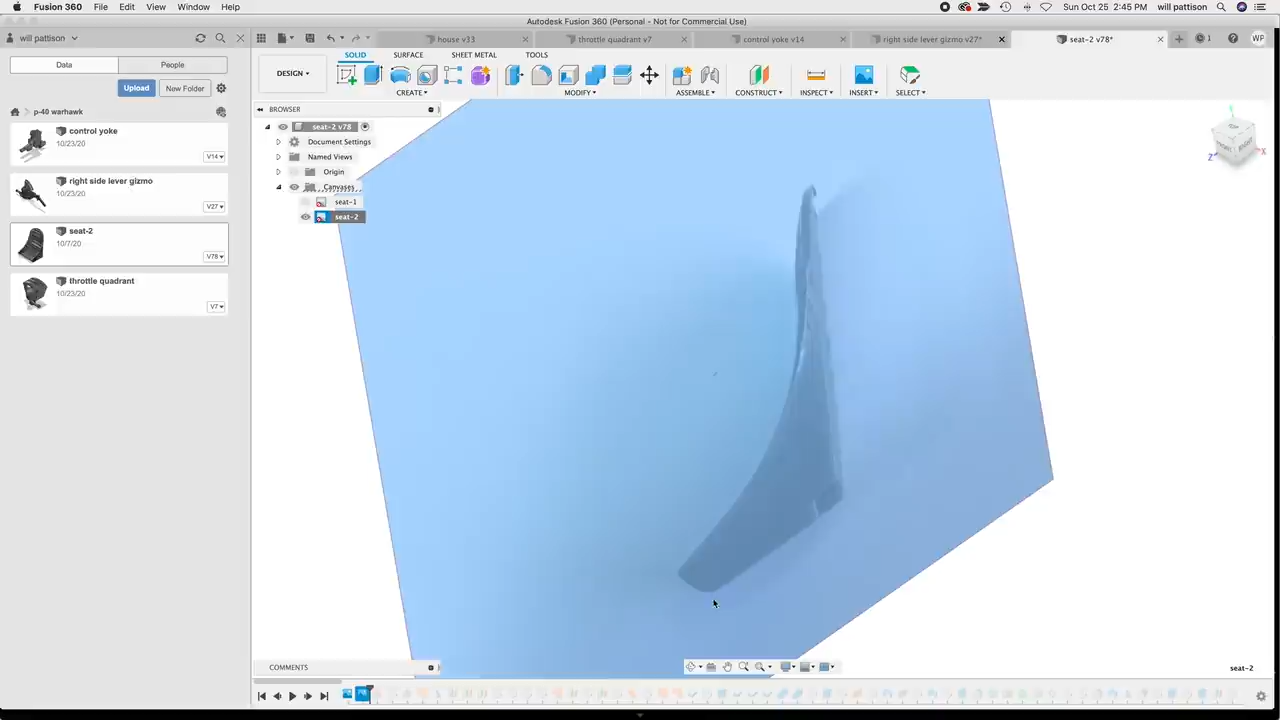 Fusion 360 File Edit View Window Help Sun Oct 25 2:45 PM will pattison
Autodesk Fusion 360 (Personal - Not for Commercial Use)
will pattison
house v33 throttle quadrant v7 control yoke v14 right side lever gizmo v27* seat-2 v78* 1 WP
Data People
SOLID SURFACE SHEET METAL TOOLS
DESIGN
Upload New Folder
CREATE MODIFY ASSEMBLE CONSTRUCT INSPECT INSERT SELECT
p-40 warhawk
BROWSER
control yoke
10/23/20
V14
right side lever gizmo
10/23/20
V27
seat-2
10/7/20
V78
throttle quadrant
10/23/20
V7
seat-2 v78
Document Settings
Named Views
Origin
Canvases
seat-1
seat-2
Z X
COMMENTS
seat-2